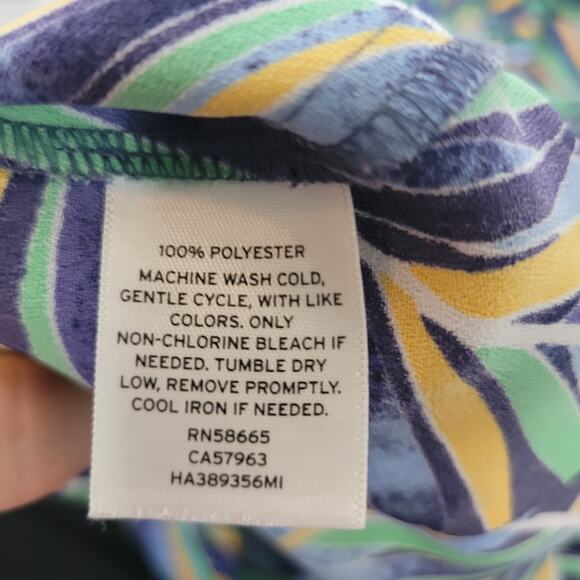 100% POLYESTER
MACHINE WASH COLD,
GENTLE CYCLE, WITH LIKE
COLORS. ONLY
NON-CHLORINE BLEACH IF
NEEDED. TUMBLE DRY
LOW, REMOVE PROMPTLY.
COOL IRON IF NEEDED.
RN58665
CA57963
HA389356MI